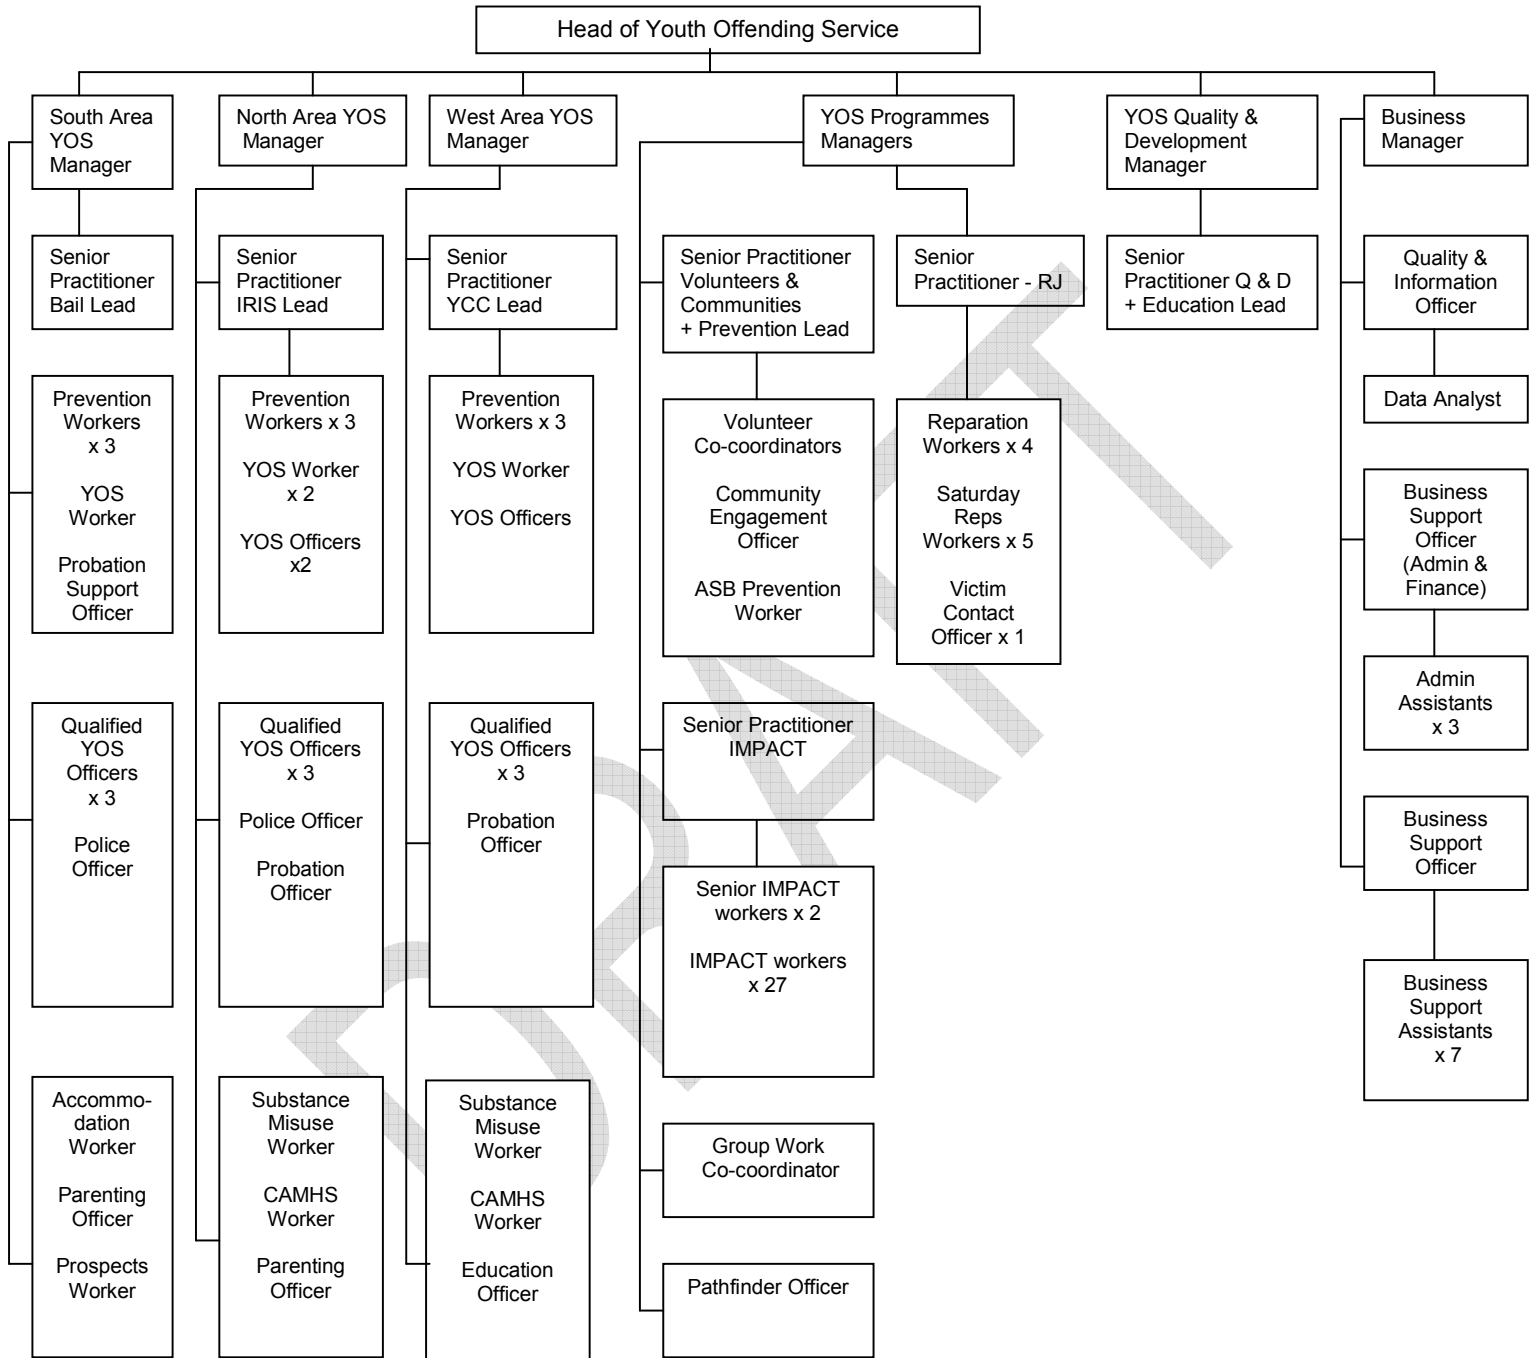 Head of Youth Offending Service
South Area
YOS
Manager
North Area YOS
Manager
West Area YOS
Manager
YOS Programmes
Managers
YOS Quality &
Development
Manager
Business
Manager
Senior
Practitioner
Bail Lead
Senior
Practitioner
IRIS Lead
Senior
Practitioner
YCC Lead
Senior Practitioner
Volunteers &
Communities
+ Prevention Lead
Senior
Practitioner - RJ
Senior
Practitioner Q & D
+ Education Lead
Quality &
Information
Officer
Prevention
Workers
x 3
YOS
Worker
Probation
Support
Officer
Prevention
Workers x 3
YOS Worker
x 2
YOS Officers
x2
Prevention
Workers x 3
YOS Worker
YOS Officers
Volunteer
Co-coordinators
Community
Engagement
Officer
ASB Prevention
Worker
Reparation
Workers x 4
Saturday
Reps
Workers x 5
Victim
Contact
Officer x 1
Data Analyst
Business
Support
Officer
(Admin &
Finance)
Admin
Assistants
x 3
Qualified
YOS
Officers
x 3
Police
Officer
Qualified
YOS Officers
x 3
Police Officer
Probation
Officer
Qualified
YOS Officers
x 3
Probation
Officer
Senior Practitioner
IMPACT
Senior IMPACT
workers x 2
IMPACT workers
x 27
Business
Support
Officer
Business
Support
Assistants
x 7
Accommo-
dation
Worker
Parenting
Officer
Prospects
Worker
Substance
Misuse
Worker
CAMHS
Worker
Parenting
Officer
Substance
Misuse
Worker
CAMHS
Worker
Education
Officer
Group Work
Co-coordinator
Pathfinder Officer
DRAFT